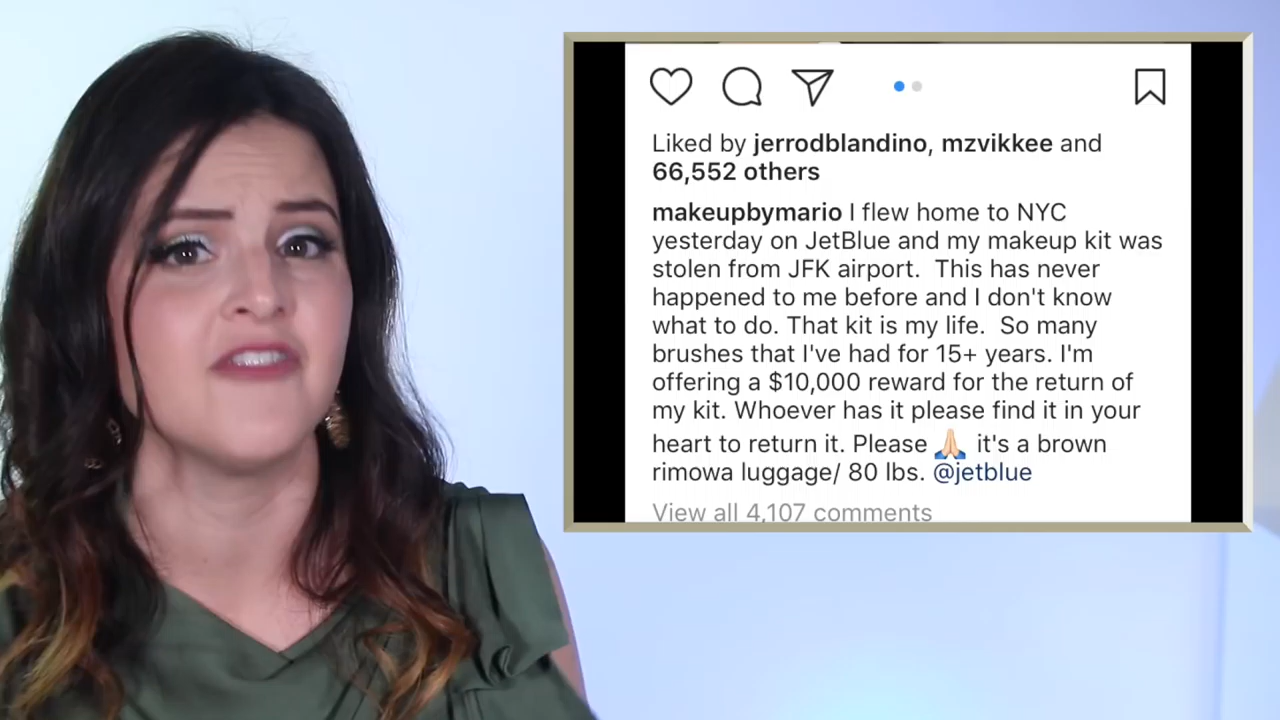 Liked by jerrodblandino, mzvikkee and
66,552 others
makeupbymario I flew home to NYC
yesterday on JetBlue and my makeup kit was
stolen from JFK airport.  This has never
happened to me before and I don't know
what to do. That kit is my life.  So many
brushes that I've had for 15+ years. I'm
offering a $10,000 reward for the return of
my kit. Whoever has it please find it in your
heart to return it. Please 🙏🏻 it's a brown
rimowa luggage/ 80 lbs. @jetblue
View all 4,107 comments